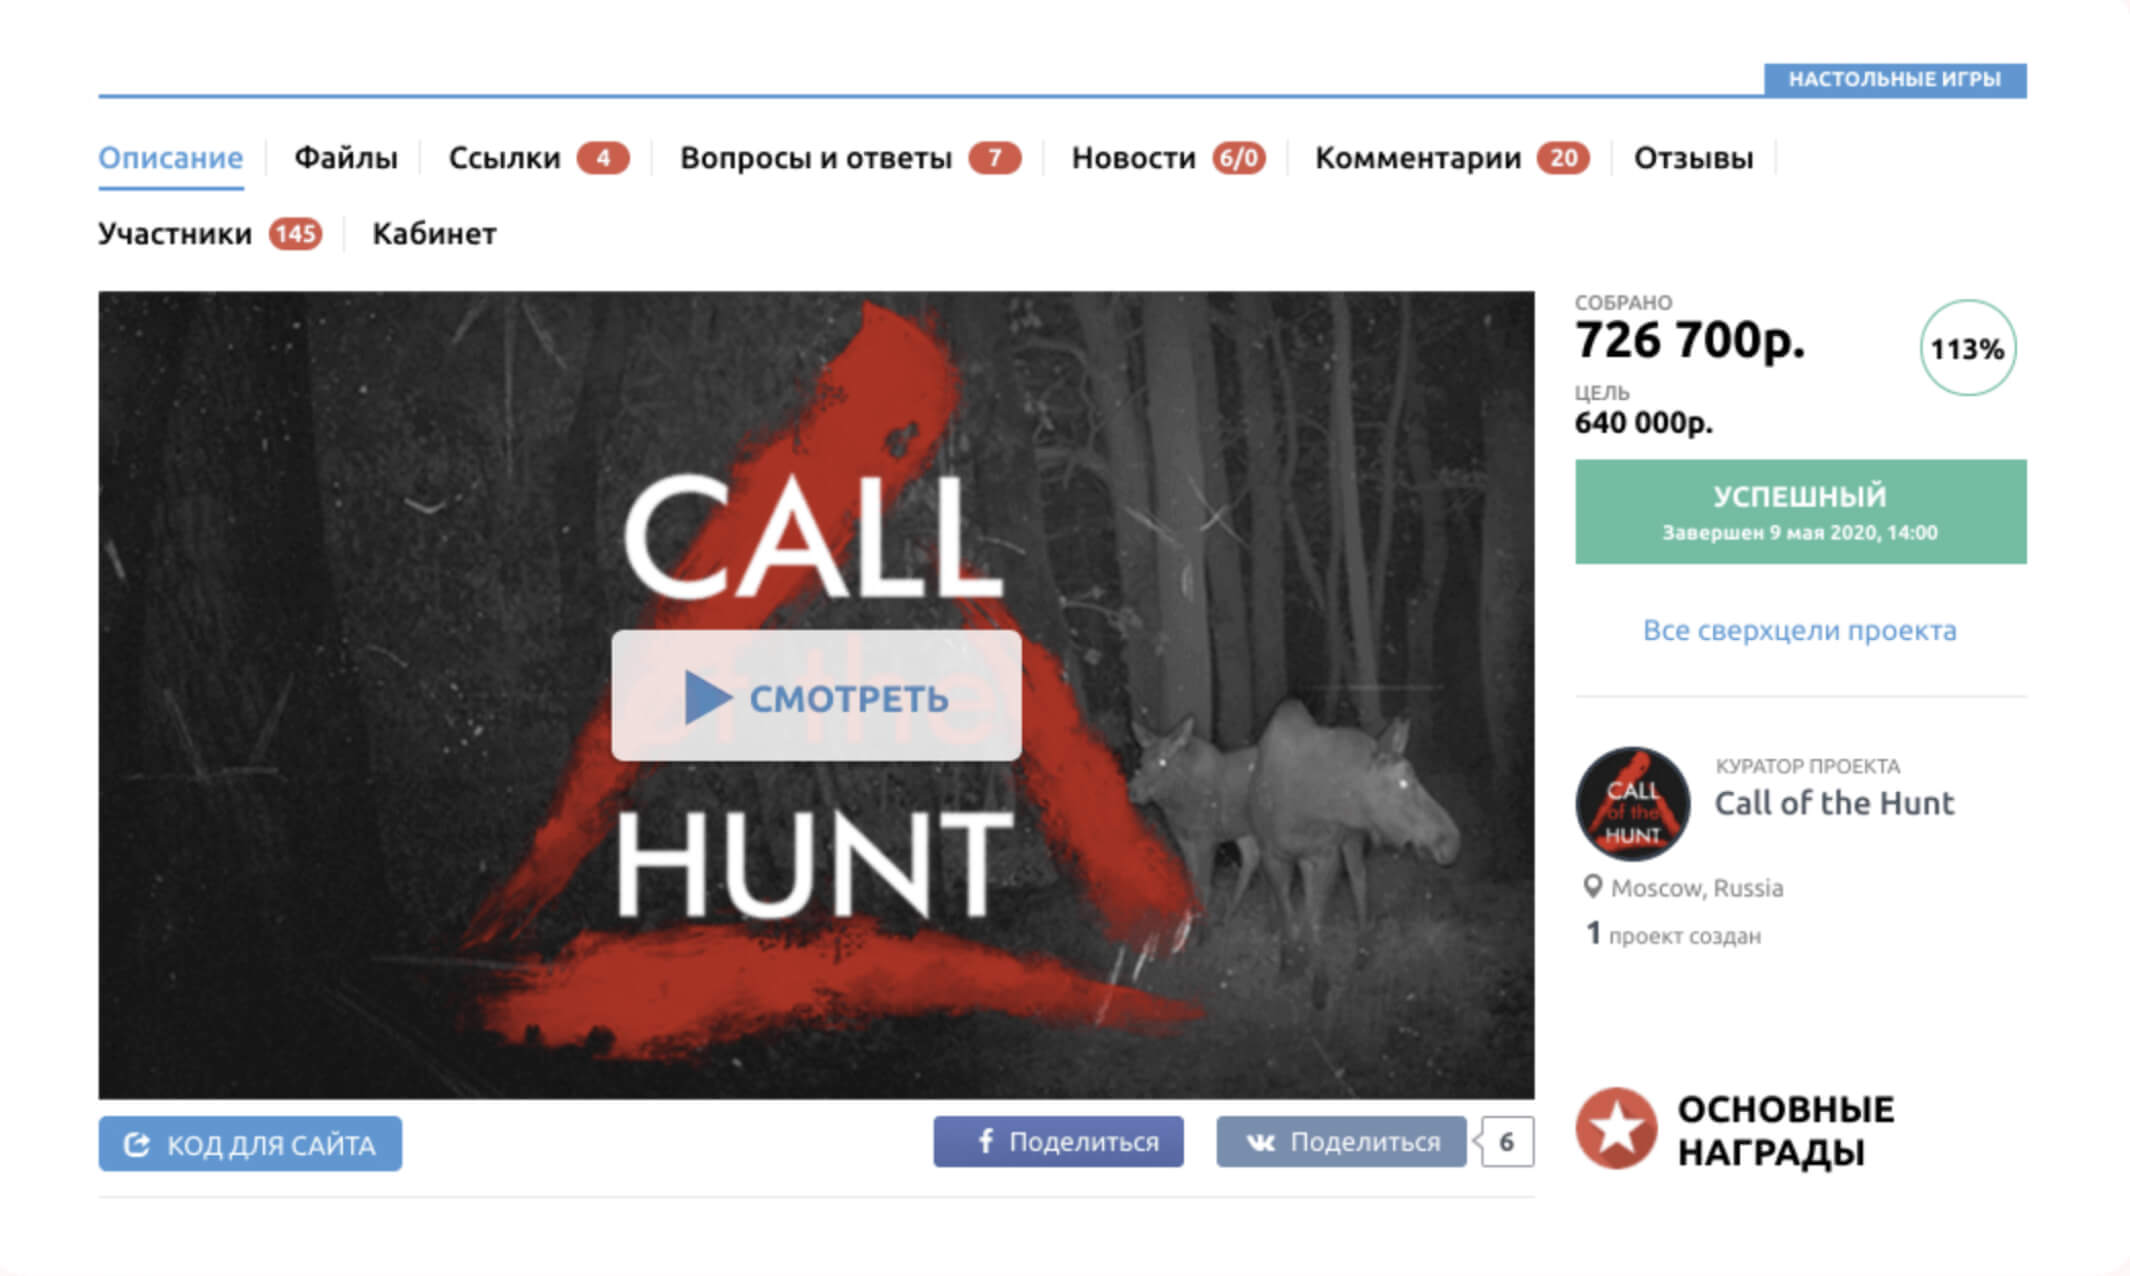 НАСТОЛЬНЫЕ ИГРЫ
Описание Файлы Ссылки 4 Вопросы и ответы 7 Новости 6/0 Комментарии 20 Отзывы
Участники 145 Кабинет
CALL
of the
СМОТРЕТЬ
HUNT
КОД ДЛЯ САЙТА
Поделиться
Поделиться 6
СОБРАНО
726 700р.
113%
ЦЕЛЬ
640 000р.
УСПЕШНЫЙ
Завершен 9 мая 2020, 14:00
Все сверхцели проекта
CALL
of the
HUNT
КУРАТОР ПРОЕКТА
Call of the Hunt
Moscow, Russia
1 проект создан
ОСНОВНЫЕ
НАГРАДЫ